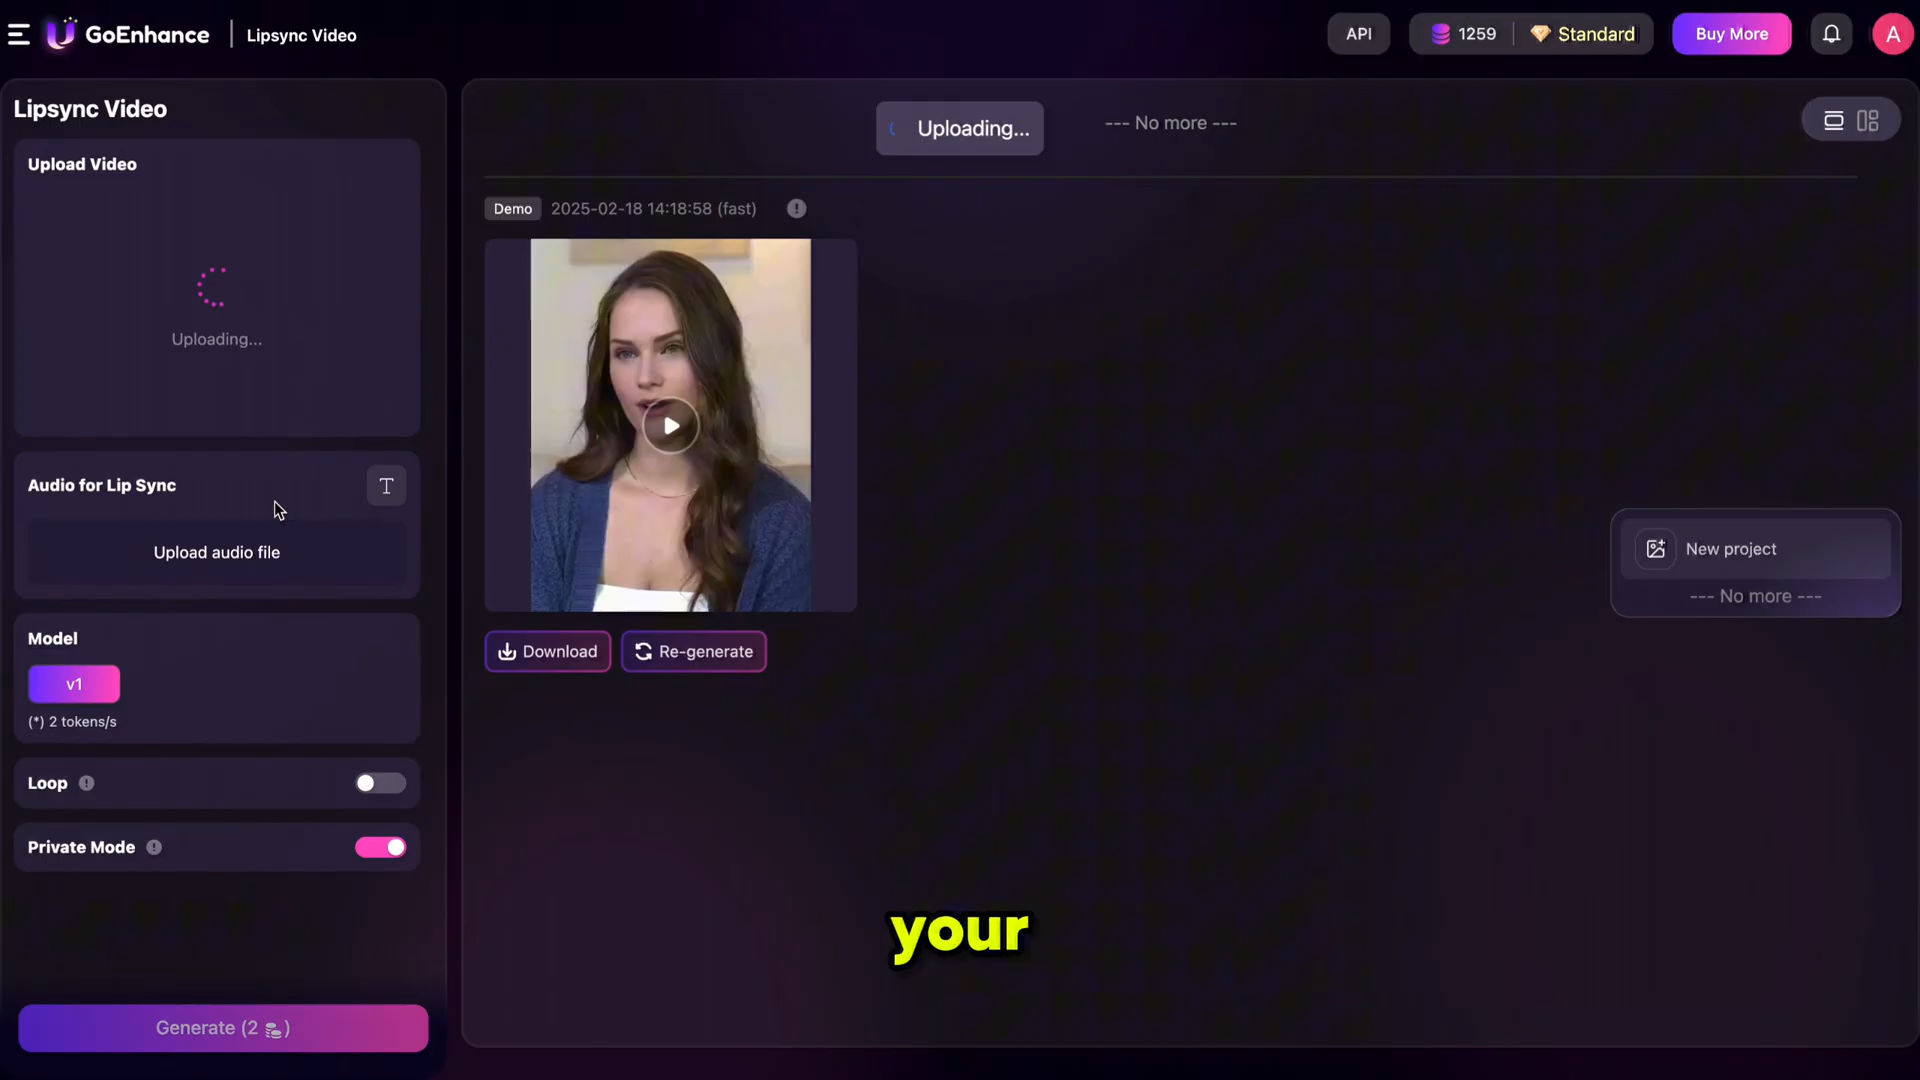 GoEnhance
Lipsync Video
API
1259
Standard
Buy More
A
Lipsync Video
Upload Video
Uploading...
Audio for Lip Sync
T
Upload audio file
Model
v1
(*) 2 tokens/s
Loop
Private Mode
Generate (2 )
Uploading...
--- No more ---
Demo
2025-02-18 14:18:58 (fast)
Download
Re-generate
New project
--- No more ---
your